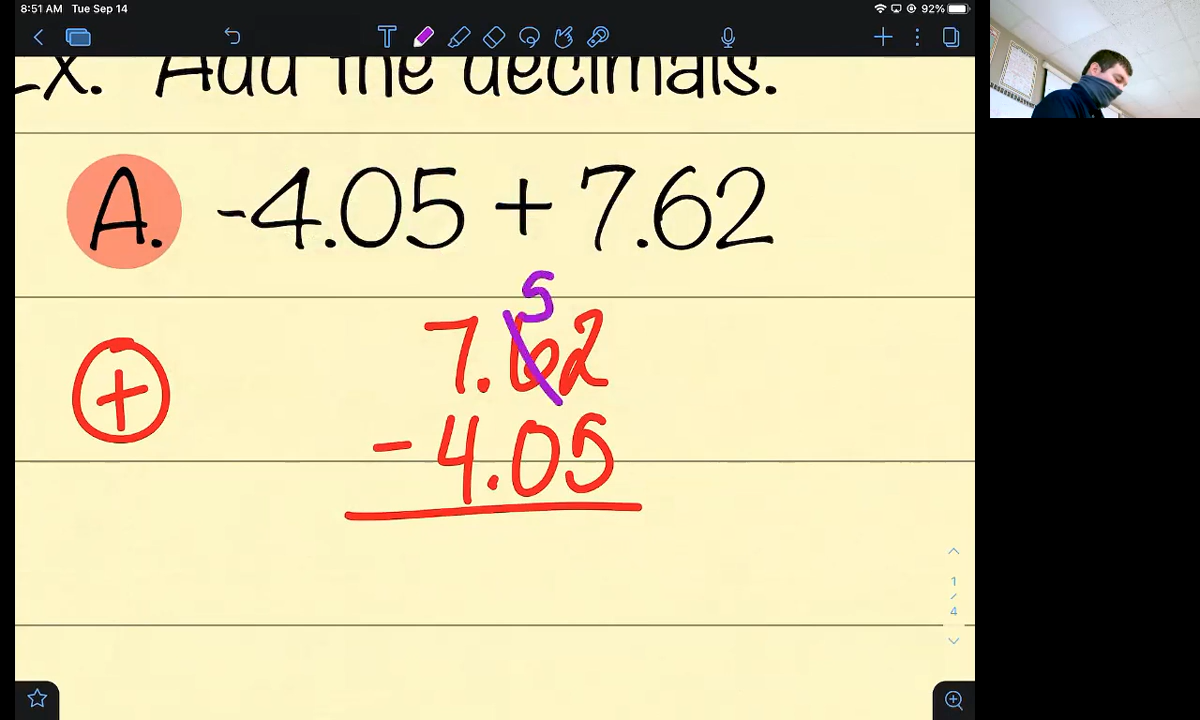 8:51 AM Tue Sep 14
92%
Ex. Add the decimals.
A. -4.05 + 7.62
5
+ 7.62
- 4.05
1
/
4